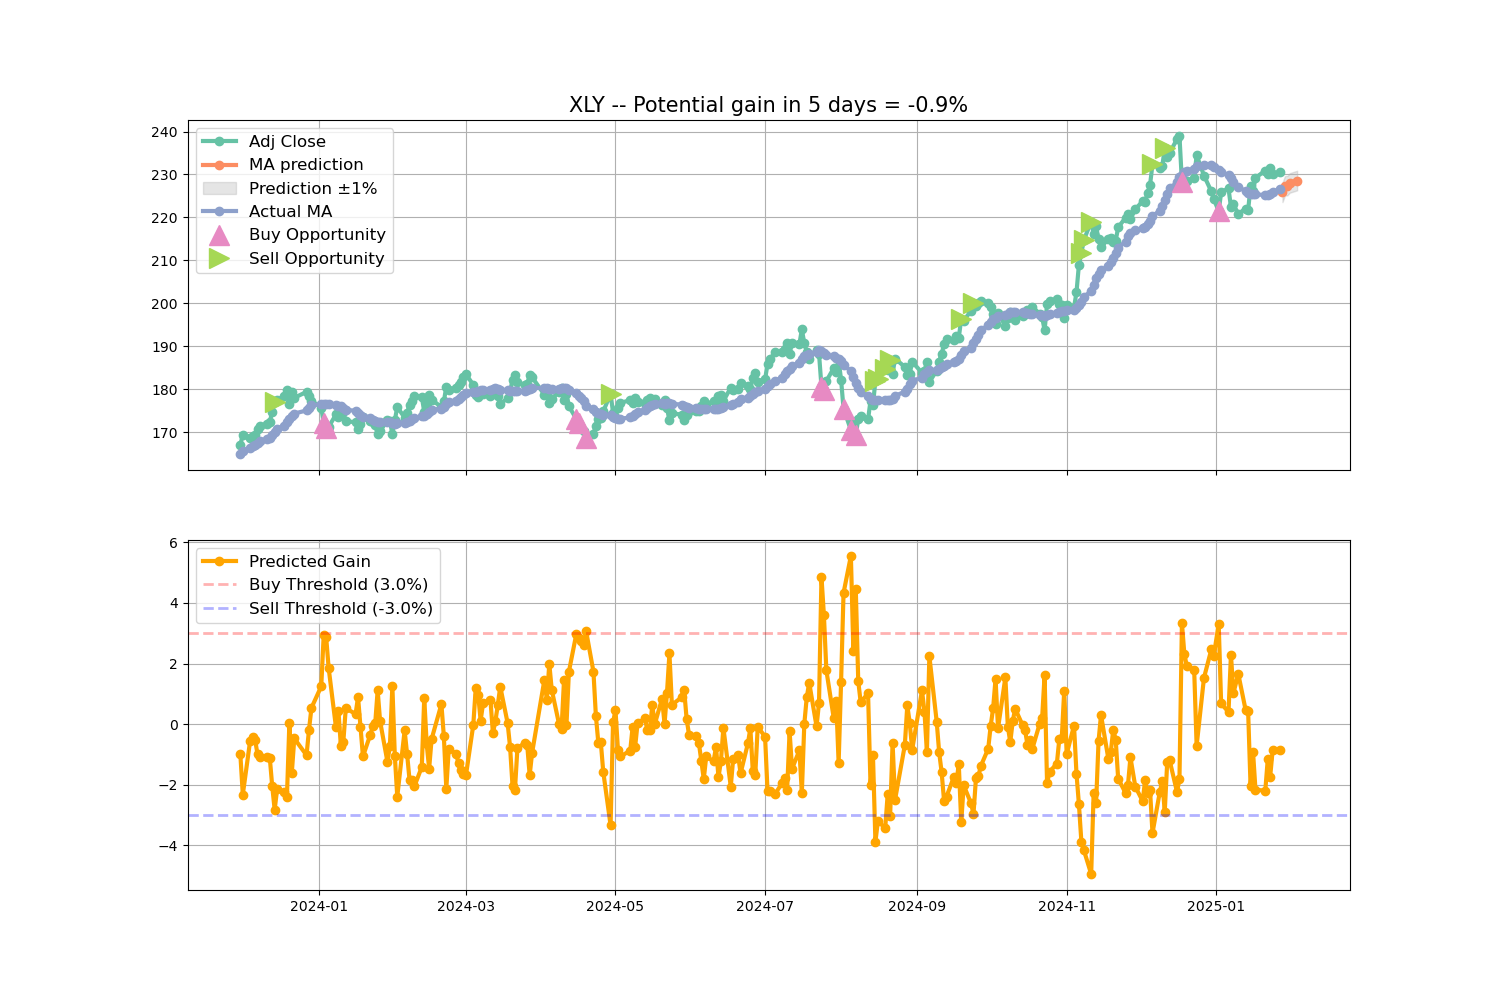 XLY -- Potential gain in 5 days = -0.9%
240
230
220
210
200
190
180
170
Adj Close
MA prediction
Prediction ±1%
Actual MA
Buy Opportunity
Sell Opportunity
6
4
2
0
−2
−4
Predicted Gain
Buy Threshold (3.0%)
Sell Threshold (-3.0%)
2024-01 2024-03 2024-05 2024-07 2024-09 2024-11 2025-01